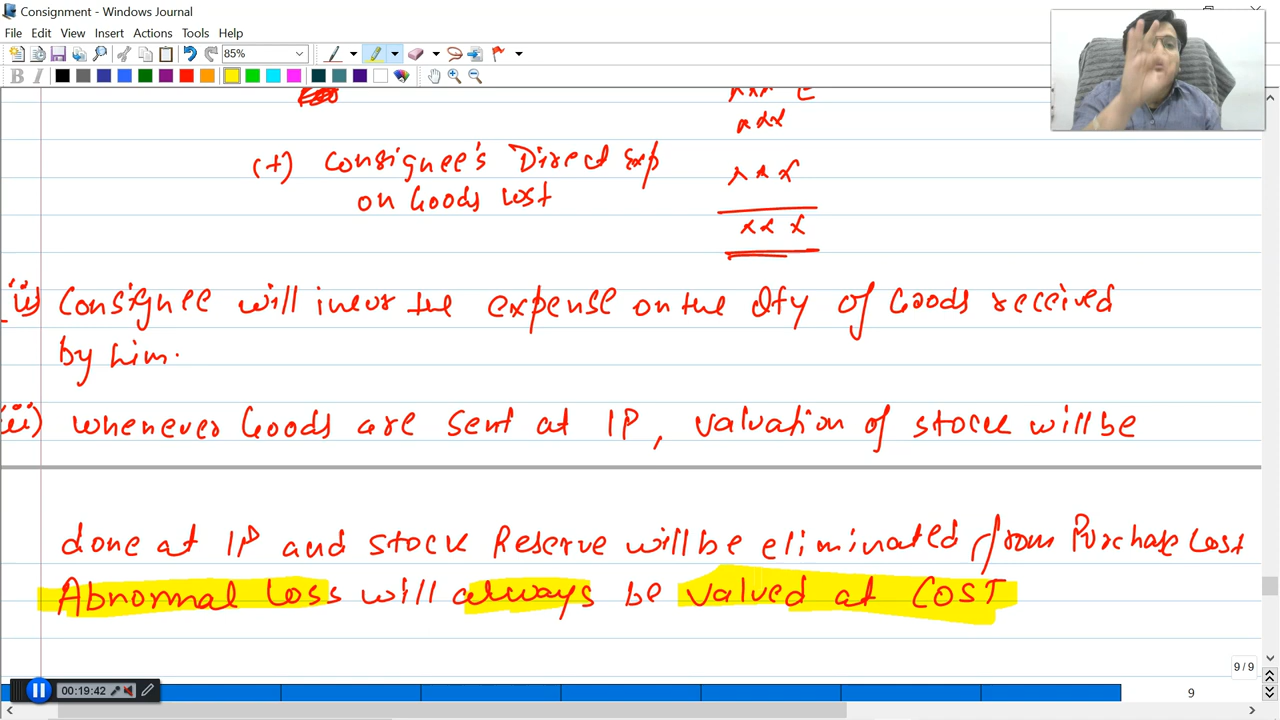 Consignment - Windows Journal
File Edit View Insert Actions Tools Help
85%
B I
xxx
(+) Consignee's Direct Exp xxx
on Goods Lost
xxx
(ii) Consignee will incur the expense on the Qty of Goods received
by him.
(iii) Whenever Goods are sent at IP, valuation of stock will be
done at IP and stock Reserve will be eliminated from Purchase Cost
Abnormal Loss will always be valued at COST
9 / 9
00:19:42
9